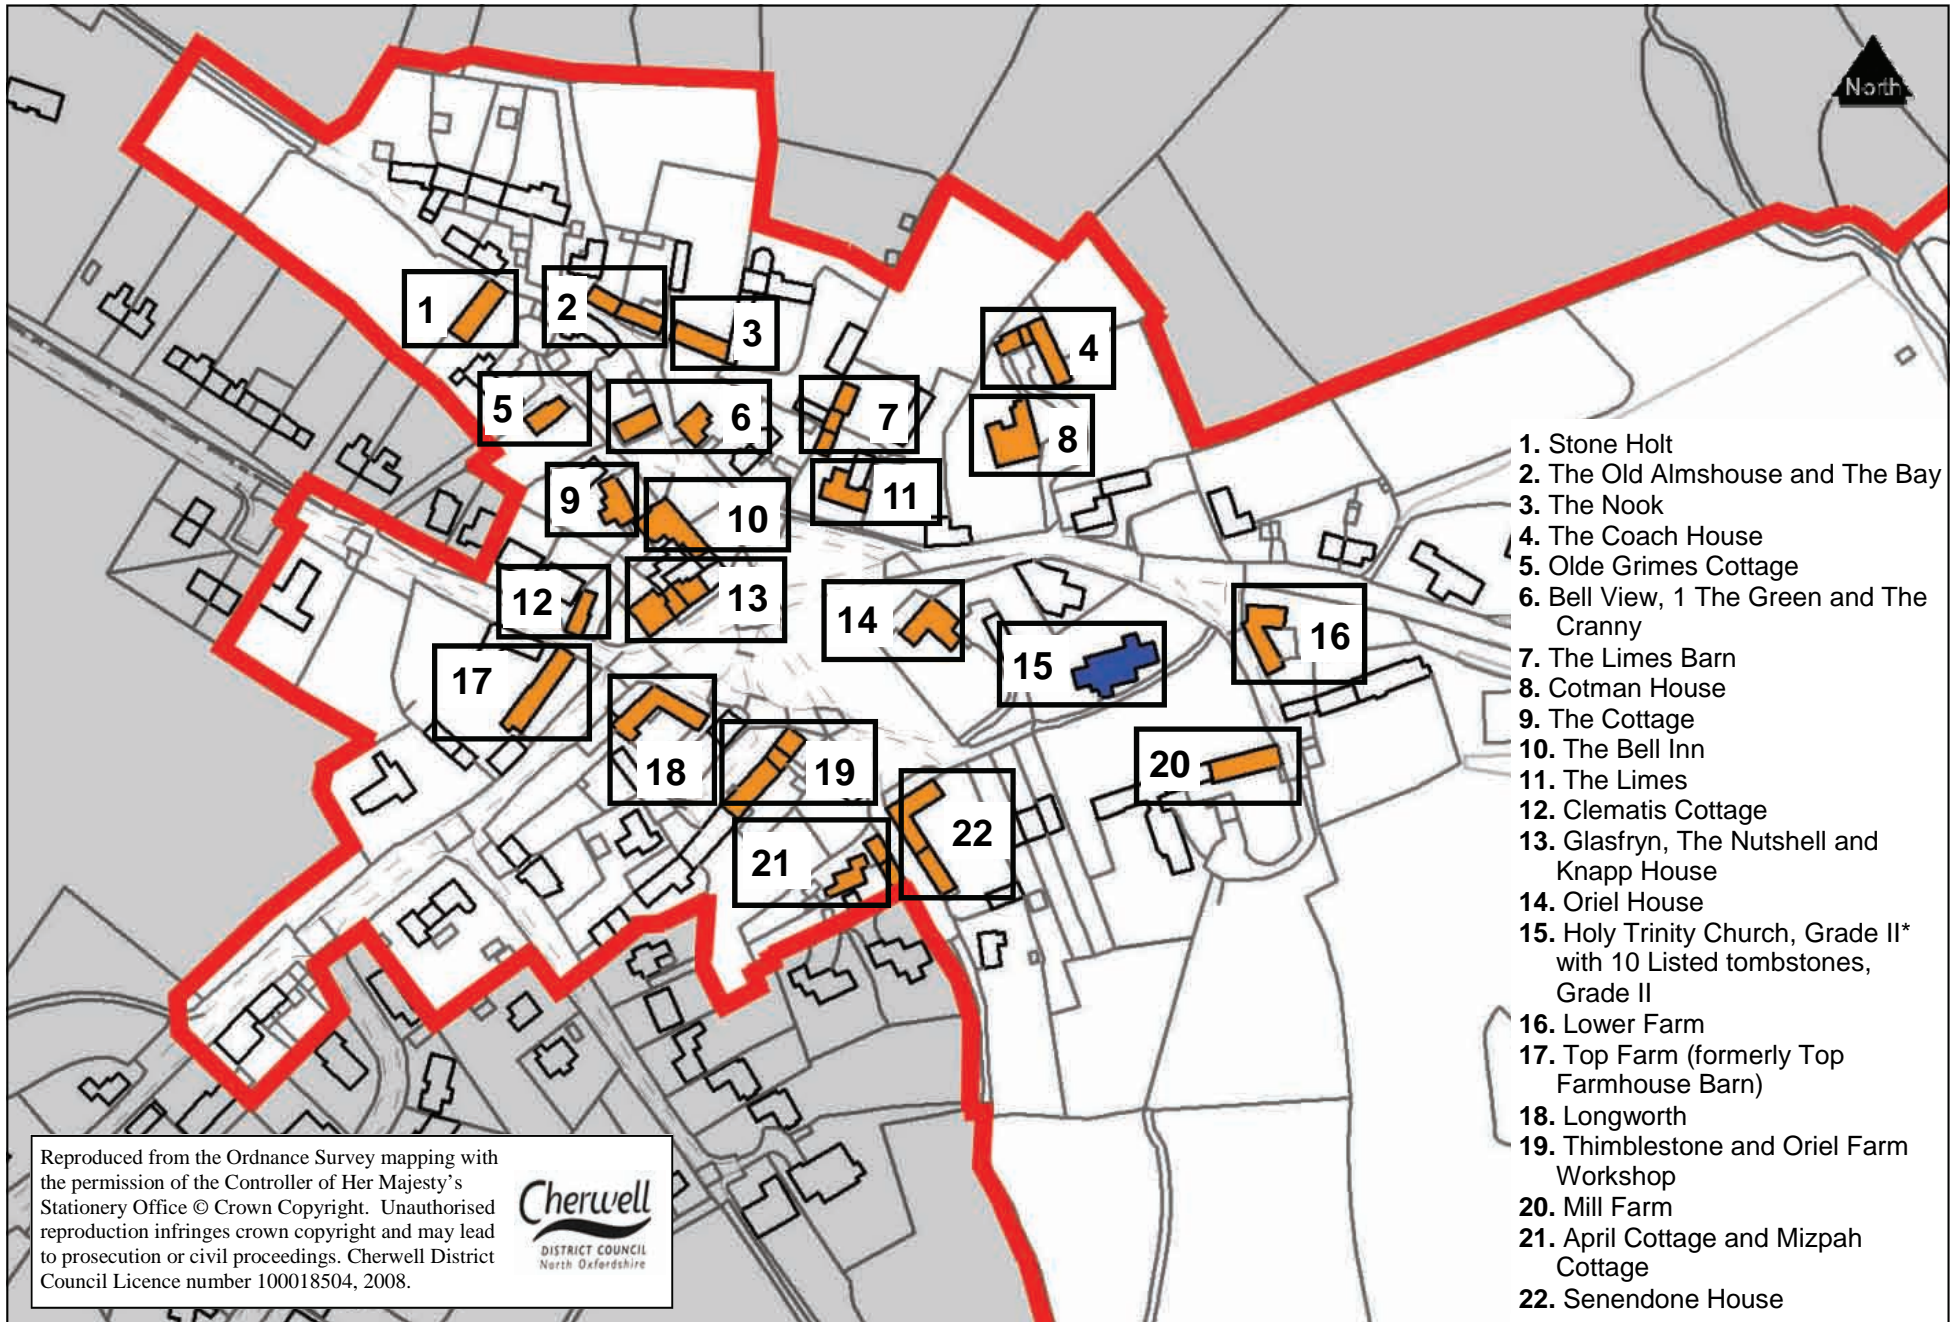 North
1
2
3
4
5
6
7
8
9
10
11
12
13
14
15
16
17
18
19
20
21
22
1. Stone Holt
2. The Old Almshouse and The Bay
3. The Nook
4. The Coach House
5. Olde Grimes Cottage
6. Bell View, 1 The Green and The
Cranny
7. The Limes Barn
8. Cotman House
9. The Cottage
10. The Bell Inn
11. The Limes
12. Clematis Cottage
13. Glasfryn, The Nutshell and
Knapp House
14. Oriel House
15. Holy Trinity Church, Grade II*
with 10 Listed tombstones,
Grade II
16. Lower Farm
17. Top Farm (formerly Top
Farmhouse Barn)
18. Longworth
19. Thimblestone and Oriel Farm
Workshop
20. Mill Farm
21. April Cottage and Mizpah
Cottage
22. Senendone House
Reproduced from the Ordnance Survey mapping with
the permission of the Controller of Her Majesty's
Stationery Office © Crown Copyright. Unauthorised
reproduction infringes crown copyright and may lead
to prosecution or civil proceedings. Cherwell District
Council Licence number 100018504, 2008.
Cherwell
DISTRICT COUNCIL
North Oxfordshire